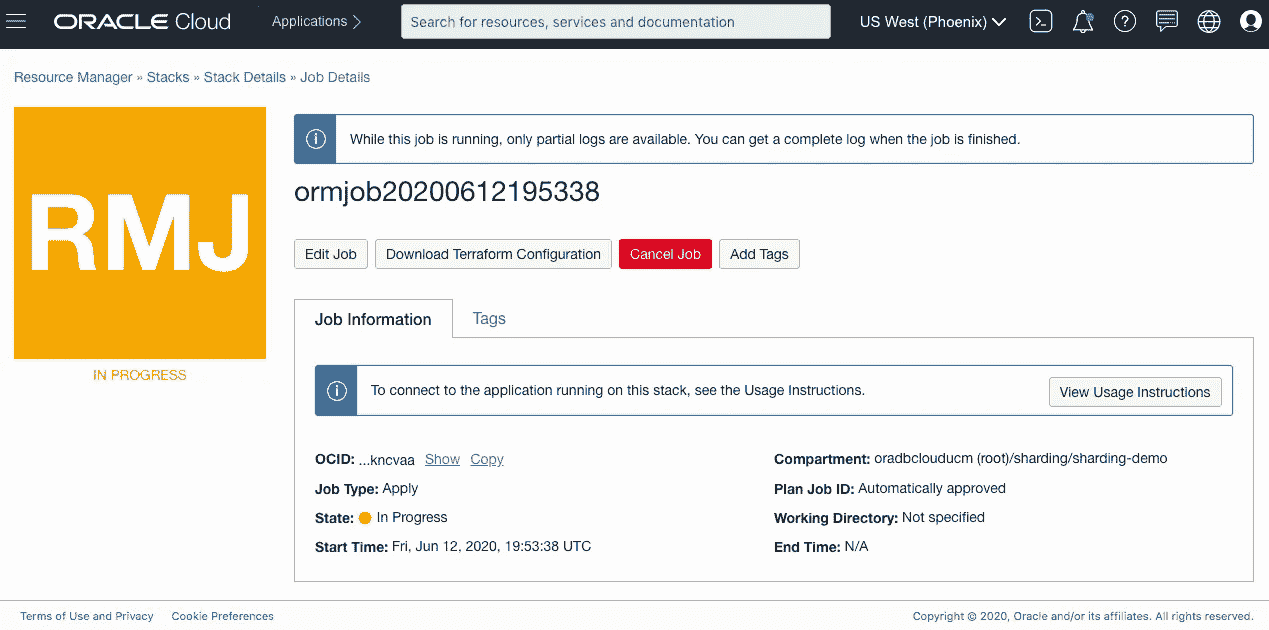 ORACLE Cloud
Applications
Search for resources, services and documentation
US West (Phoenix)
Resource Manager » Stacks » Stack Details » Job Details
RMJ
IN PROGRESS
While this job is running, only partial logs are available. You can get a complete log when the job is finished.
ormjob20200612195338
Edit Job
Download Terraform Configuration
Cancel Job
Add Tags
Job Information
Tags
To connect to the application running on this stack, see the Usage Instructions.
View Usage Instructions
OCID: ...kncvaa Show Copy
Job Type: Apply
State: In Progress
Start Time: Fri, Jun 12, 2020, 19:53:38 UTC
Compartment: oradbclouducm (root)/sharding/sharding-demo
Plan Job ID: Automatically approved
Working Directory: Not specified
End Time: N/A
Terms of Use and Privacy
Cookie Preferences
Copyright © 2020, Oracle and/or its affiliates. All rights reserved.